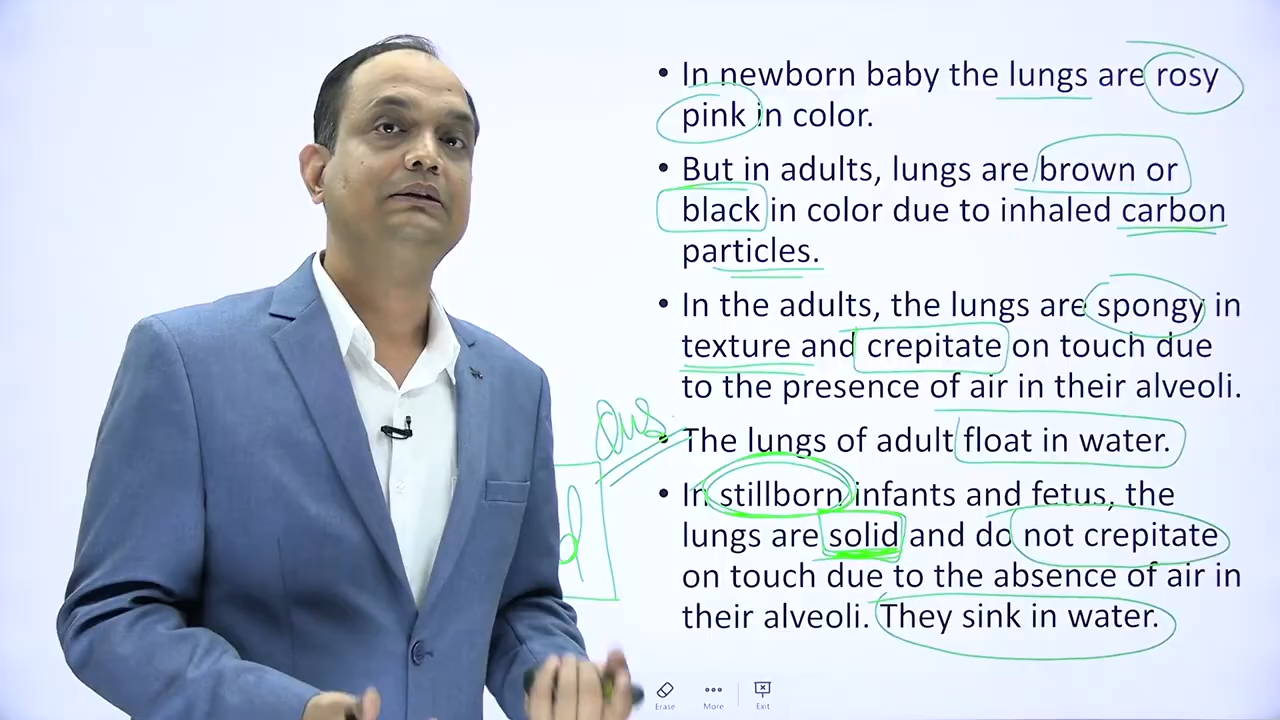 • In newborn baby the lungs are rosy
pink in color.
• But in adults, lungs are brown or
black in color due to inhaled carbon
particles.
• In the adults, the lungs are spongy in
texture and crepitate on touch due
to the presence of air in their alveoli.
• The lungs of adult float in water.
• In stillborn infants and fetus, the
lungs are solid and do not crepitate
on touch due to the absence of air in
their alveoli. They sink in water.
Ans.
d
Erase
More
Exit